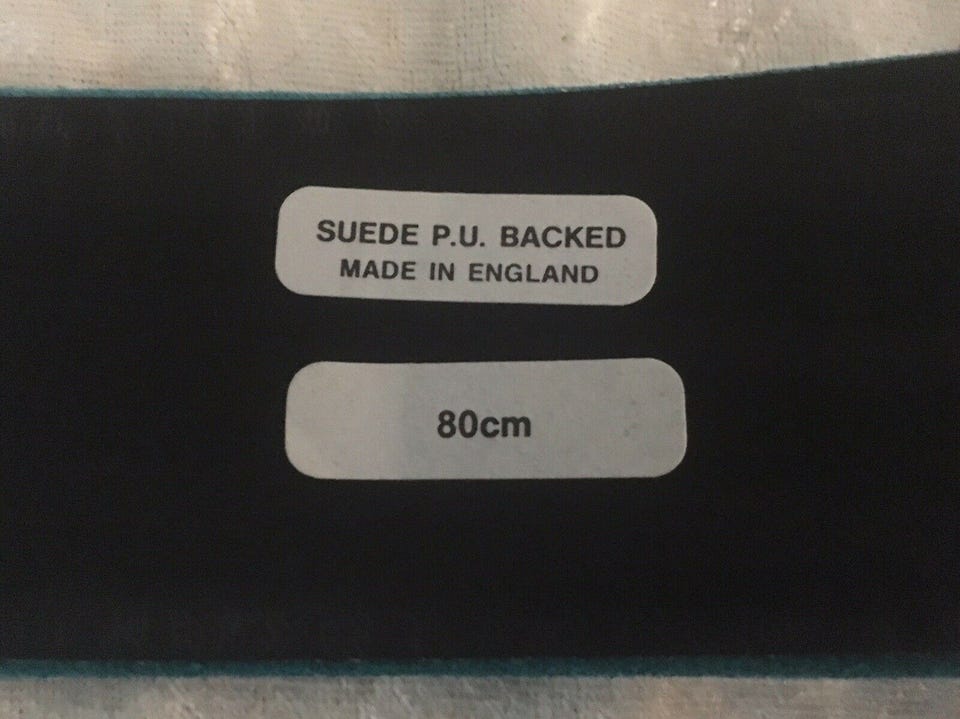 SUEDE P.U. BACKED
MADE IN ENGLAND
80cm